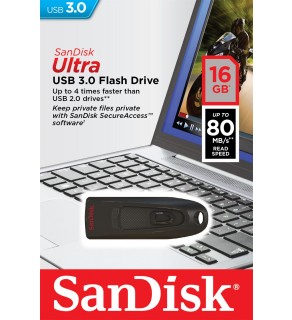 USB 3.0
SanDisk
Ultra
USB 3.0 Flash Drive
Up to 4 times faster than
USB 2.0 drives**
Keep private files private
with SanDisk SecureAccess™
software
16
GB*
UP TO
80
MB/s**
READ
SPEED
SanDisk
SanDisk®